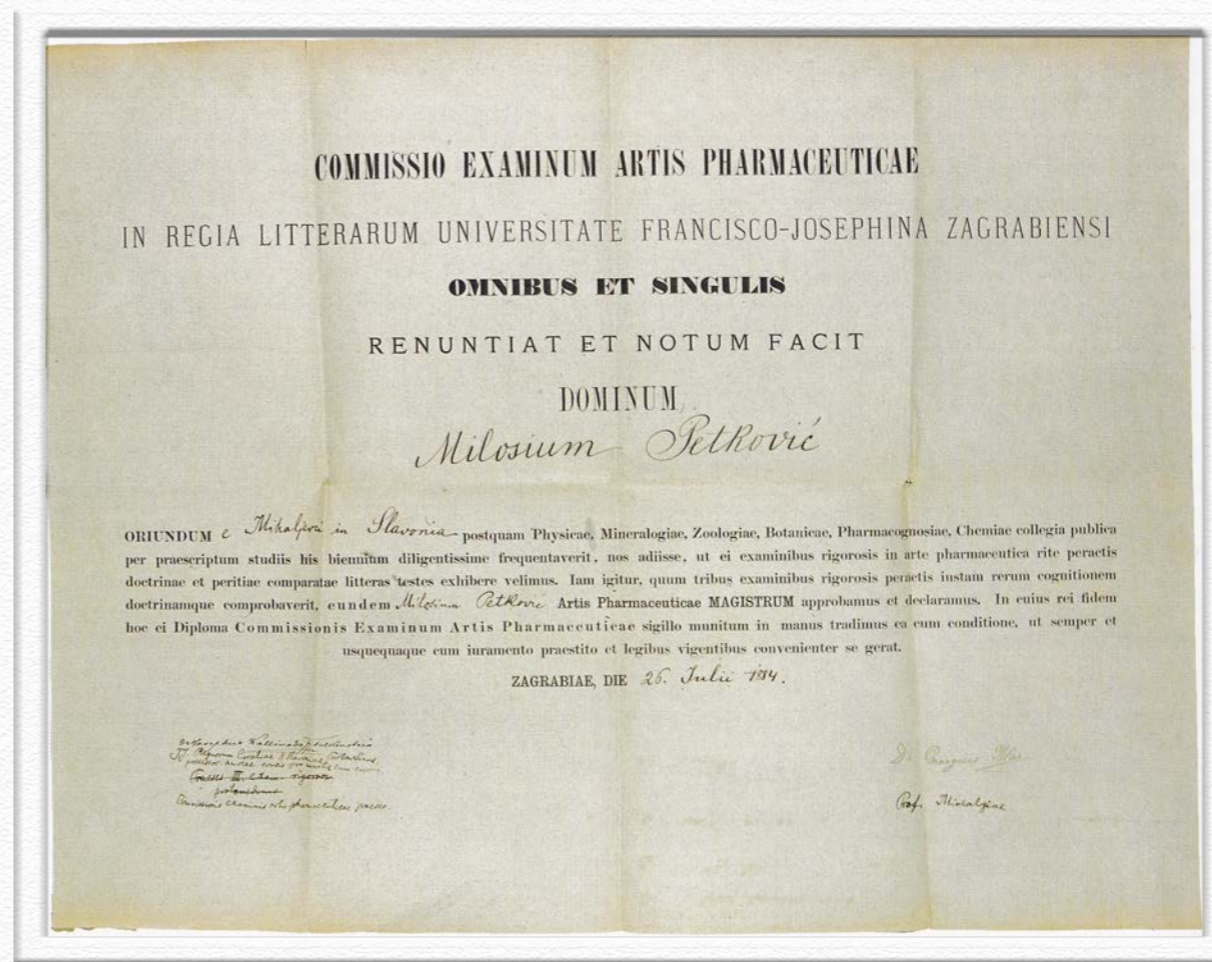 COMMISSIO EXAMINUM ARTIS PHARMACEUTICAE
IN REGIA LITTERARUM UNIVERSITATE FRANCISCO-JOSEPHINA ZAGRABIENSI
OMNIBUS ET SINGULIS
RENUNTIAT ET NOTUM FACIT
DOMINUM
Milosium Petković
ORIUNDUM e in Slavonia postquam Physicae, Mineralogiae, Zoologiae, Botanicae, Pharmacognosiae, Chemiae collegia publica
per praescriptum studiis his biennium diligentissime frequentaverit, nos adiisse, ut ei examinibus rigorosis in arte pharmaceutica rite peractis
doctrinae et peritiae comparatae litteras testes exhibere velimus. Iam igitur, quum tribus examinibus rigorosis peractis iustam rerum cognitionem
doctrinamque comprobaverit, eundem Milosium Petković Artis Pharmaceuticae MAGISTRUM approbamus et declaramus. In cuius rei fidem
hoc ei Diploma Commissionis Examinum Artis Pharmaceuticae sigillo munitum in manus tradimus ea cum conditione, ut semper et
usquequaque cum iuramento praestito et legibus vigentibus convenienter se gerat.
ZAGRABIAE, DIE 26. Julii 1884.
Dr.
Prof.